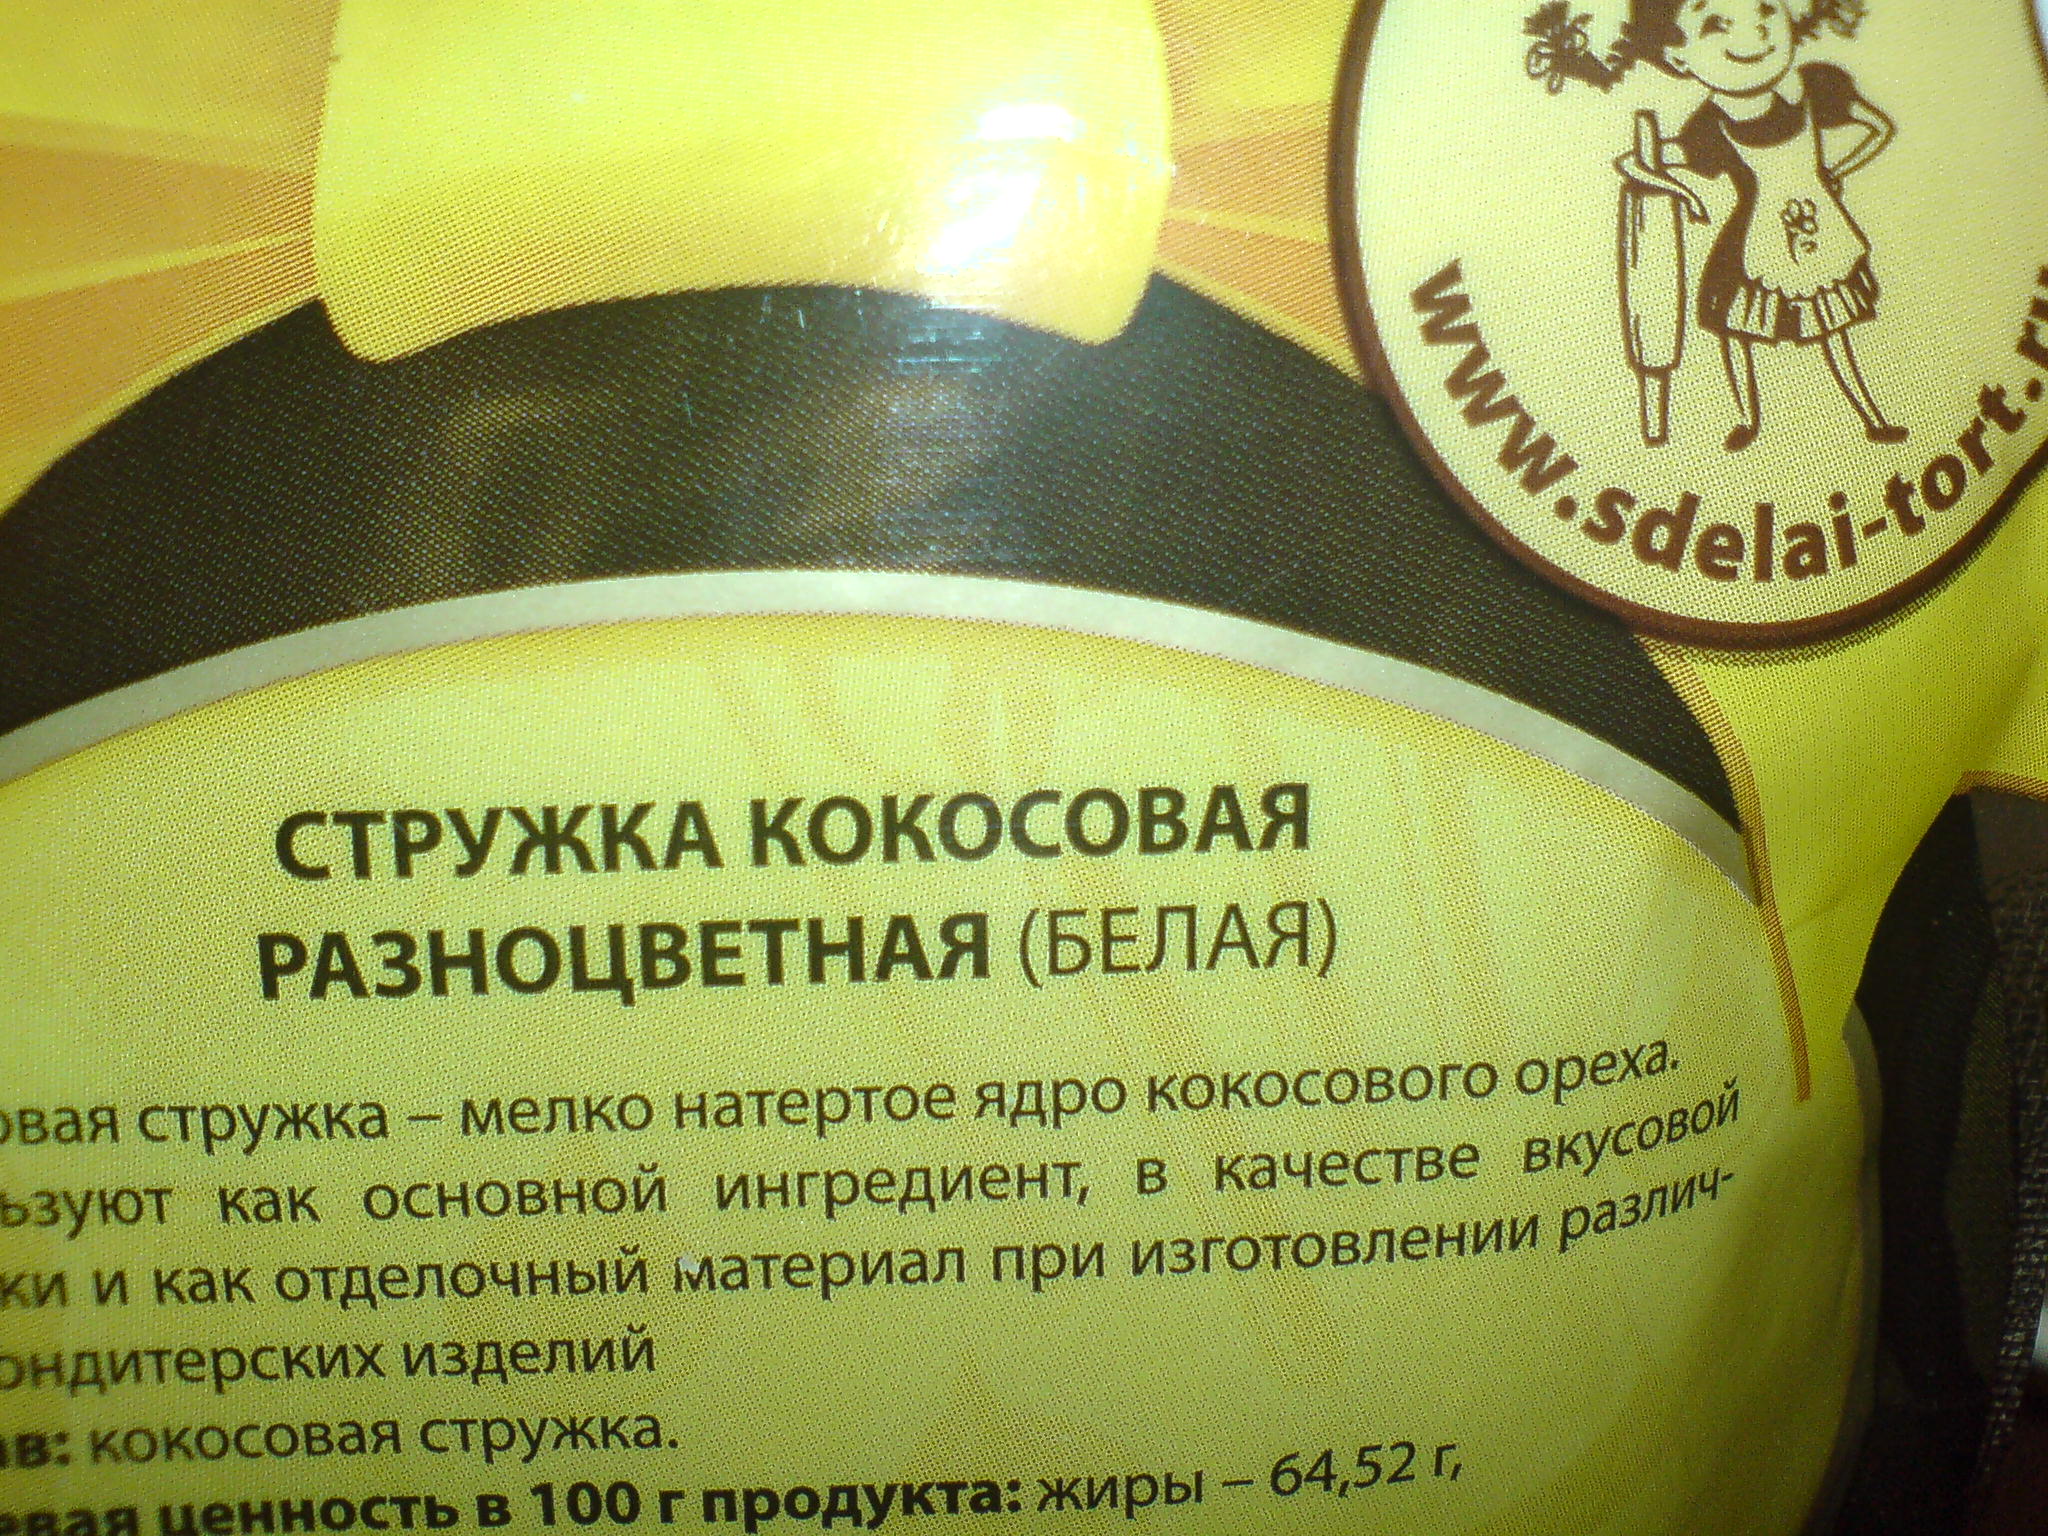 www.sdelai-tort.ru
СТРУЖКА КОКОСОВАЯ
РАЗНОЦВЕТНАЯ (БЕЛАЯ)
овая стружка – мелко натертое ядро кокосового ореха.
ьзуют как основной ингредиент, в качестве вкусовой
ки и как отделочный материал при изготовлении различ-
ондитерских изделий
ав: кокосовая стружка.
евая ценность в 100 г продукта: жиры – 64,52 г,